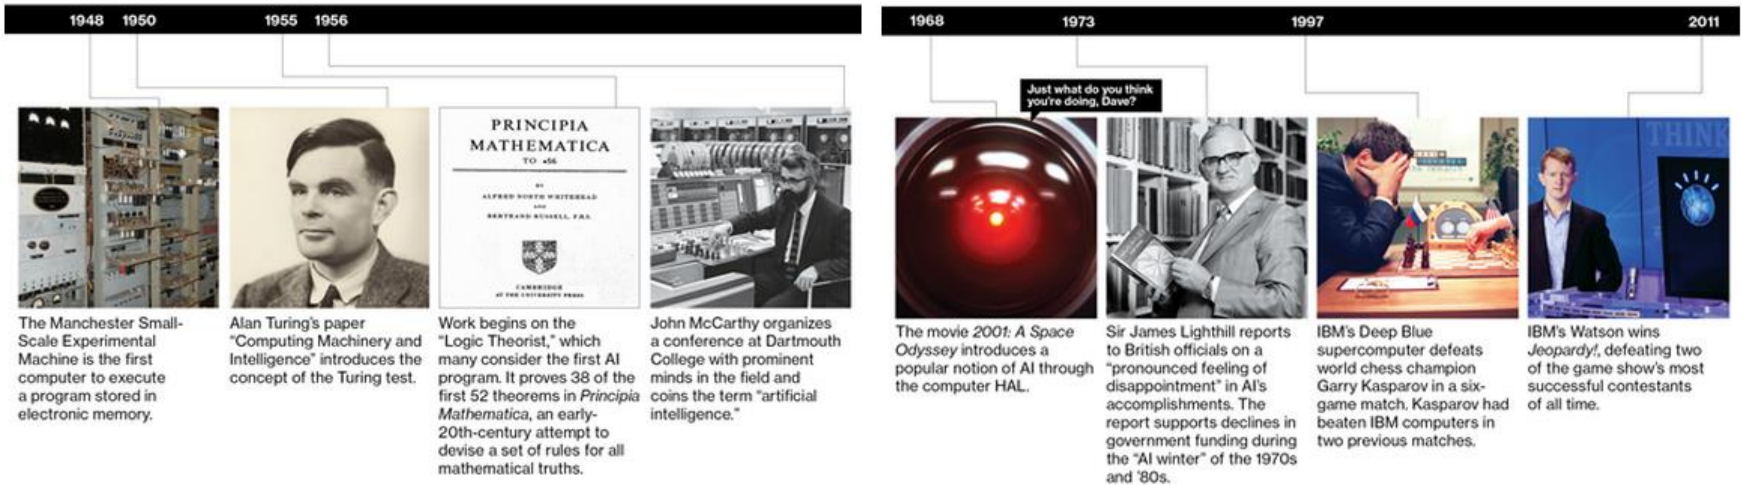 1948 1950 1955 1956
1968 1973 1997 2011
PRINCIPIA
MATHEMATICA
TO *56
BY
ALFRED NORTH WHITEHEAD
AND
BERTRAND RUSSELL, F.R.S.
CAMBRIDGE
AT THE UNIVERSITY PRESS
Just what do you think
you're doing, Dave?
THINK
The Manchester Small-
Scale Experimental
Machine is the first
computer to execute
a program stored in
electronic memory.
Alan Turing's paper
"Computing Machinery and
Intelligence" introduces the
concept of the Turing test.
Work begins on the
"Logic Theorist," which
many consider the first AI
program. It proves 38 of the
first 52 theorems in Principia
Mathematica, an early-
20th-century attempt to
devise a set of rules for all
mathematical truths.
John McCarthy organizes
a conference at Dartmouth
College with prominent
minds in the field and
coins the term "artificial
intelligence."
The movie 2001: A Space
Odyssey introduces a
popular notion of AI through
the computer HAL.
Sir James Lighthill reports
to British officials on a
"pronounced feeling of
disappointment" in AI's
accomplishments. The
report supports declines in
government funding during
the "AI winter" of the 1970s
and '80s.
IBM's Deep Blue
supercomputer defeats
world chess champion
Garry Kasparov in a six-
game match. Kasparov had
beaten IBM computers in
two previous matches.
IBM's Watson wins
Jeopardy!, defeating two
of the game show's most
successful contestants
of all time.